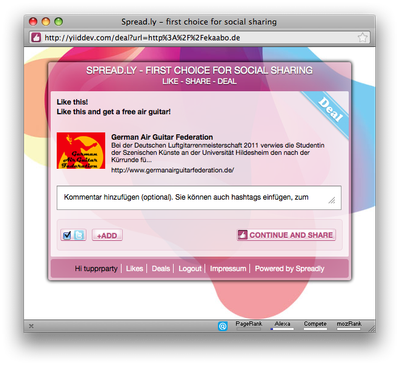 Spread.ly - first choice for social sharing
http://yiiddev.com/deal?url=http%3A%2F%2Fekaabo.de
SPREAD.LY - FIRST CHOICE FOR SOCIAL SHARING
LIKE - SHARE - DEAL
Deal
Like this!
Like this and get a free air guitar!
German Air Guitar Federation
German
Air Guitar
Federation
Bei der Deutschen Luftgitarrenmeisterschaft 2011 verwies die Studentin
der Szenischen Künste an der Universität Hildesheim den nach der
Kürrunde fü...
http://www.germanairguitarfederation.de/
Kommentar hinzufügen (optional). Sie können auch hashtags einfügen, zum
+ADD
CONTINUE AND SHARE
Hi tupprparty | Likes | Deals | Logout | Impressum | Powered by Spreadly
PageRank Alexa Compete mozRank